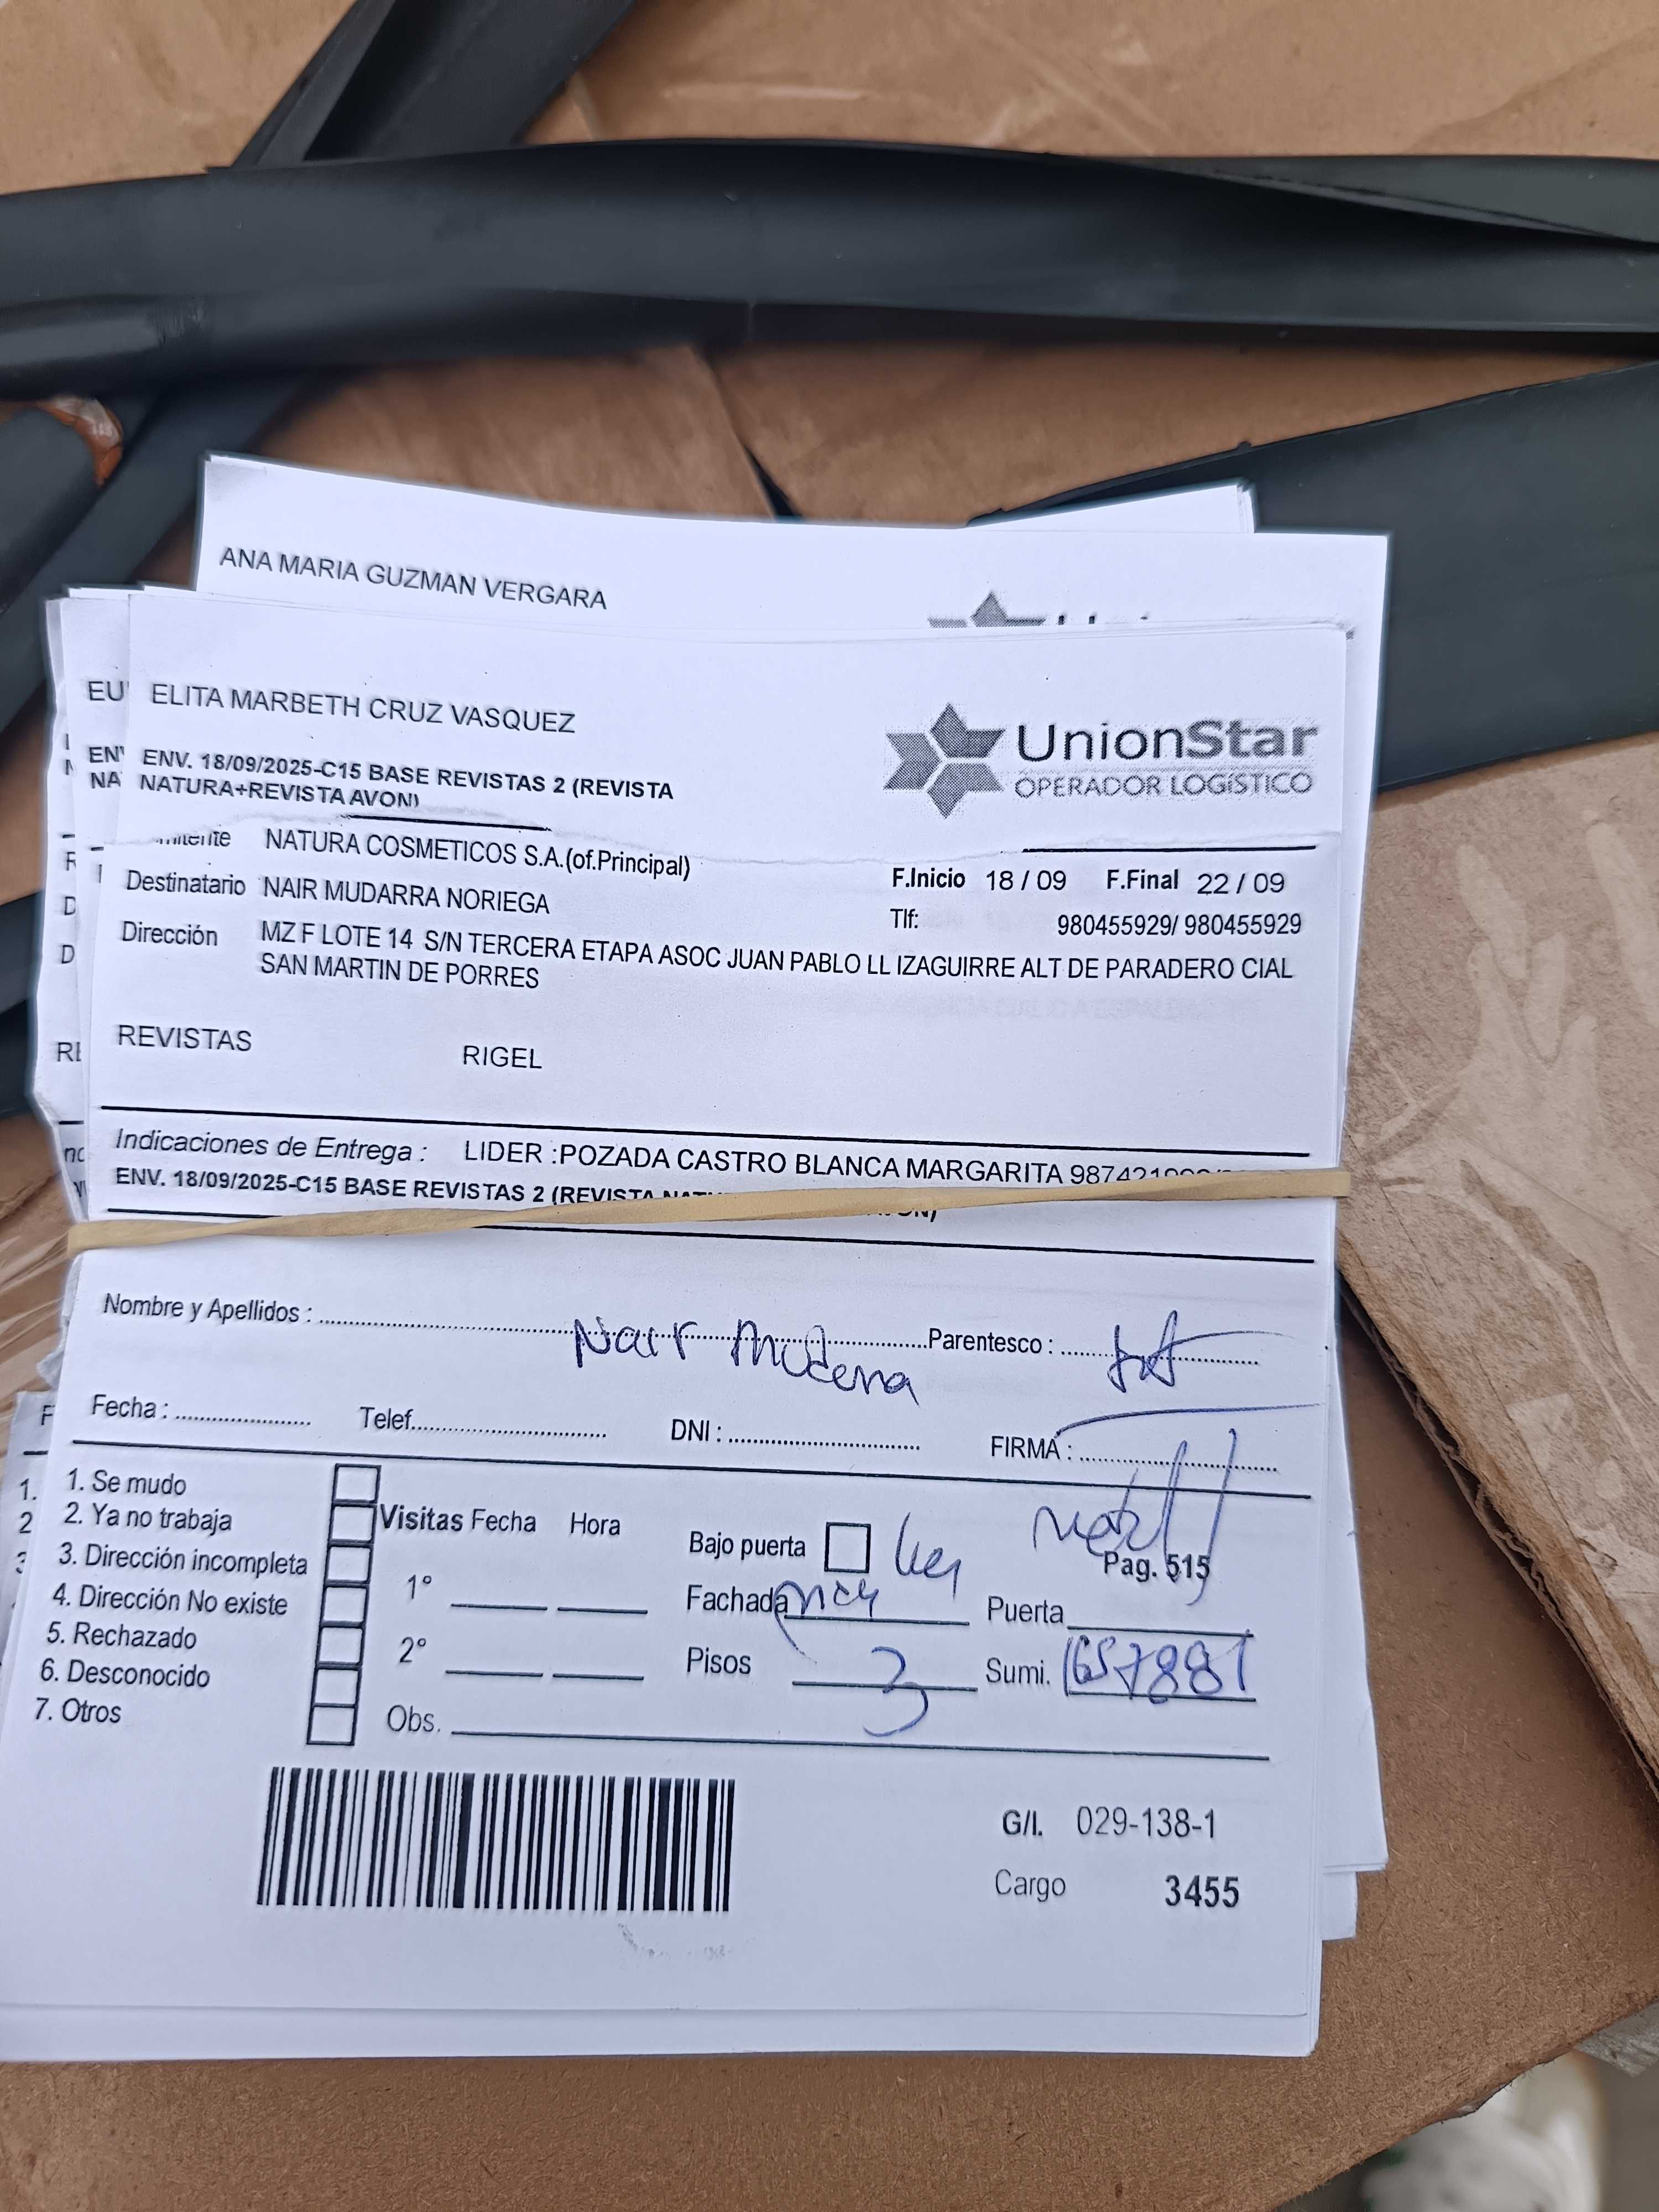 ANA MARIA GUZMAN VERGARA
EU
ELITA MARBETH CRUZ VASQUEZ
UnionStar
OPERADOR LOGÍSTICO
ENV. 18/09/2025-C15 BASE REVISTAS 2 (REVISTA
NATURA+REVISTA AVON)
NA
NATURA COSMETICOS S.A.(of.Principal)
F.Inicio 18 / 09 F.Final 22 / 09
Destinatario NAIR MUDARRA NORIEGA
Tlf: 980455929/ 980455929
Dirección MZ F LOTE 14 S/N TERCERA ETAPA ASOC JUAN PABLO LL IZAGUIRRE ALT DE PARADERO CIAL
SAN MARTIN DE PORRES
REVISTAS RIGEL
Indicaciones de Entrega : LIDER :POZADA CASTRO BLANCA MARGARITA
ENV. 18/09/2025-C15 BASE REVISTAS 2 (REVISTA
Nombre y Apellidos : Nair Parentesco :
Fecha : Telef. DNI : FIRMA :
1. Se mudo
2. Ya no trabaja
3. Dirección incompleta
4. Dirección No existe
5. Rechazado
6. Desconocido
7. Otros
Visitas Fecha Hora
1°
2°
Obs.
Bajo puerta
Pag. 515
Fachada Puerta
Pisos 3 Sumi. 1657881
G/I. 029-138-1
Cargo 3455